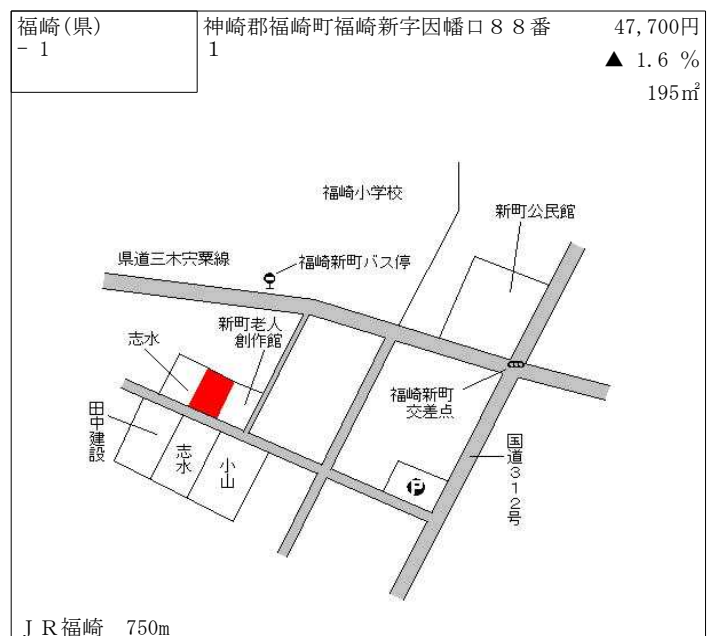 福崎(県)
- 1
神崎郡福崎町福崎新字因幡口８８番
1
47,700円
▲ 1.6 %
195㎡
福崎小学校
新町公民館
県道三木宍粟線
福崎新町バス停
新町老人
創作館
志水
福崎新町
交差点
田中建設
志水
小山
P
国道３１２号
ＪＲ福崎 750m